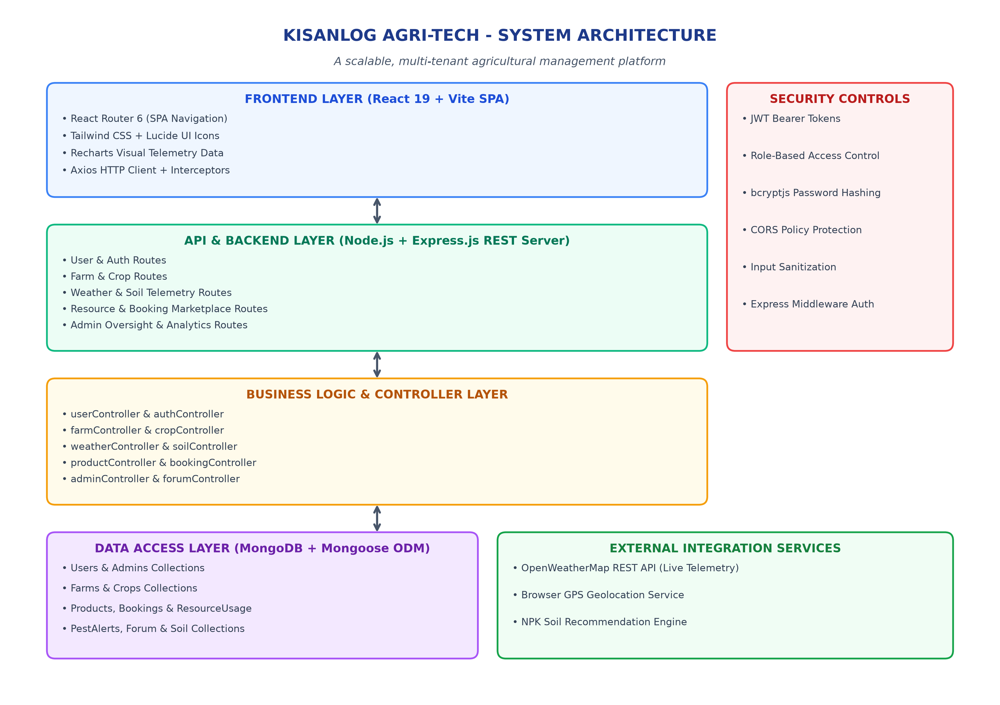 KISANLOG AGRI-TECH - SYSTEM ARCHITECTURE
A scalable, multi-tenant agricultural management platform
FRONTEND LAYER (React 19 + Vite SPA)
• React Router 6 (SPA Navigation)
• Tailwind CSS + Lucide UI Icons
• Recharts Visual Telemetry Data
• Axios HTTP Client + Interceptors
SECURITY CONTROLS
• JWT Bearer Tokens
• Role-Based Access Control
• bcryptjs Password Hashing
• CORS Policy Protection
• Input Sanitization
• Express Middleware Auth
API & BACKEND LAYER (Node.js + Express.js REST Server)
• User & Auth Routes
• Farm & Crop Routes
• Weather & Soil Telemetry Routes
• Resource & Booking Marketplace Routes
• Admin Oversight & Analytics Routes
BUSINESS LOGIC & CONTROLLER LAYER
• userController & authController
• farmController & cropController
• weatherController & soilController
• productController & bookingController
• adminController & forumController
DATA ACCESS LAYER (MongoDB + Mongoose ODM)
• Users & Admins Collections
• Farms & Crops Collections
• Products, Bookings & ResourceUsage
• PestAlerts, Forum & Soil Collections
EXTERNAL INTEGRATION SERVICES
• OpenWeatherMap REST API (Live Telemetry)
• Browser GPS Geolocation Service
• NPK Soil Recommendation Engine